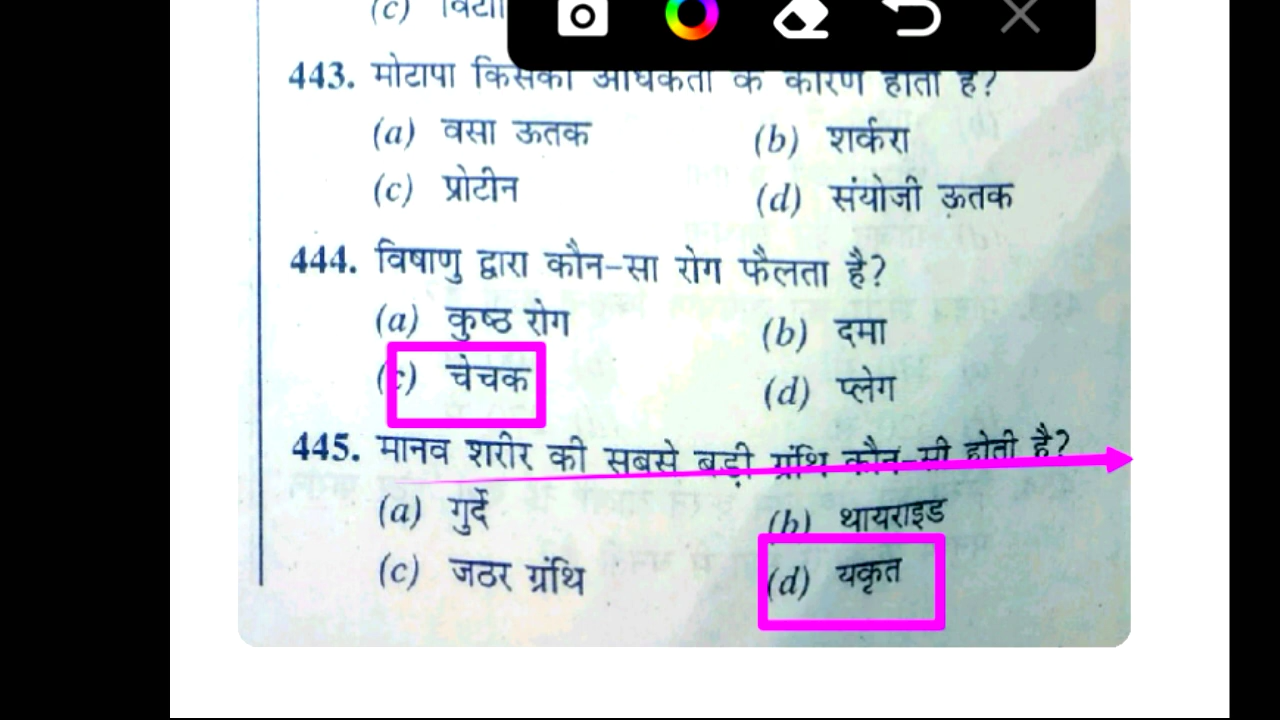 (c) विटा
443. मोटापा किसकी अधिकता के कारण होता है?
(a) वसा ऊतक (b) शर्करा
(c) प्रोटीन (d) संयोजी ऊतक
444. विषाणु द्वारा कौन-सा रोग फैलता है?
(a) कुष्ठ रोग (b) दमा
(c) चेचक (d) प्लेग
445. मानव शरीर की सबसे बड़ी ग्रंथि कौन-सी होती है?
(a) गुर्दे (b) थायराइड
(c) जठर ग्रंथि (d) यकृत